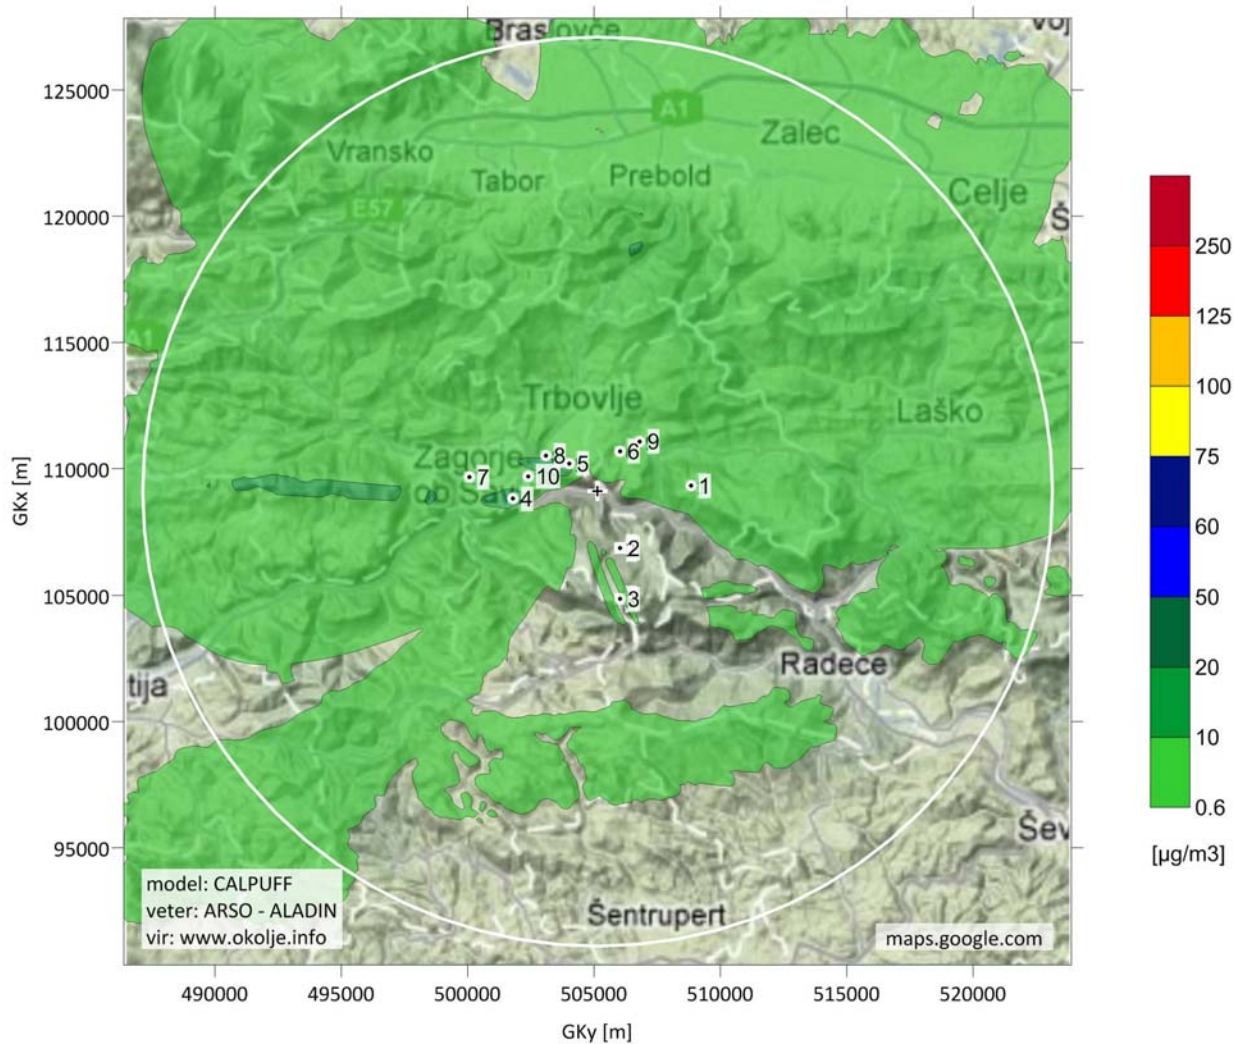 Braslovce
Voj
125000
A1
Zalec
Vransko
Tabor
Prebold
Celje
E57
Š
120000
250
A1
115000
125
Trbovlje
Laško
100
GKx [m]
110000
Zagorje
ob Sav
7
8
10
4
5
6
9
1
75
2
60
105000
3
50
tija
Radece
20
100000
10
Šev
0.6
95000
[µg/m3]
model: CALPUFF
veter: ARSO - ALADIN
vir: www.okolje.info
Šentrupert
maps.google.com
490000
495000
500000
505000
510000
515000
520000
GKy [m]